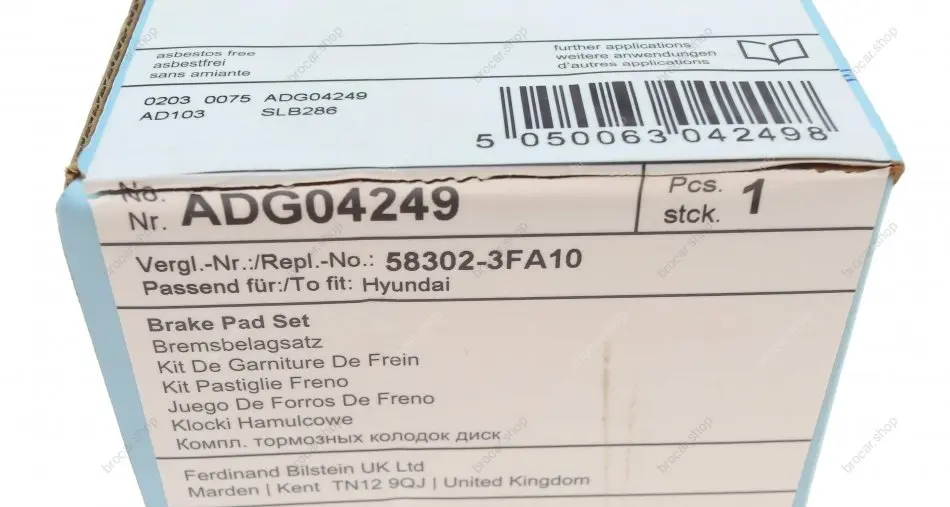 asbestos free
asbestfrei
sans amiante
further applications
weitere anwendungen
d'autres applications
0203 0075 ADG04249
AD103 SLB286
5 050063 042498
No.
Nr. ADG04249
Pcs.
stck. 1
Vergl.-Nr.:/Repl.-No.: 58302-3FA10
Passend für:/To fit: Hyundai
Brake Pad Set
Bremsbelagsatz
Kit De Garniture De Frein
Kit Pastiglie Freno
Juego De Forros De Freno
Klocki Hamulcowe
Компл. тормозных колодок диск
Ferdinand Bilstein UK Ltd
Marden | Kent TN12 9QJ | United Kingdom
brocar.shop